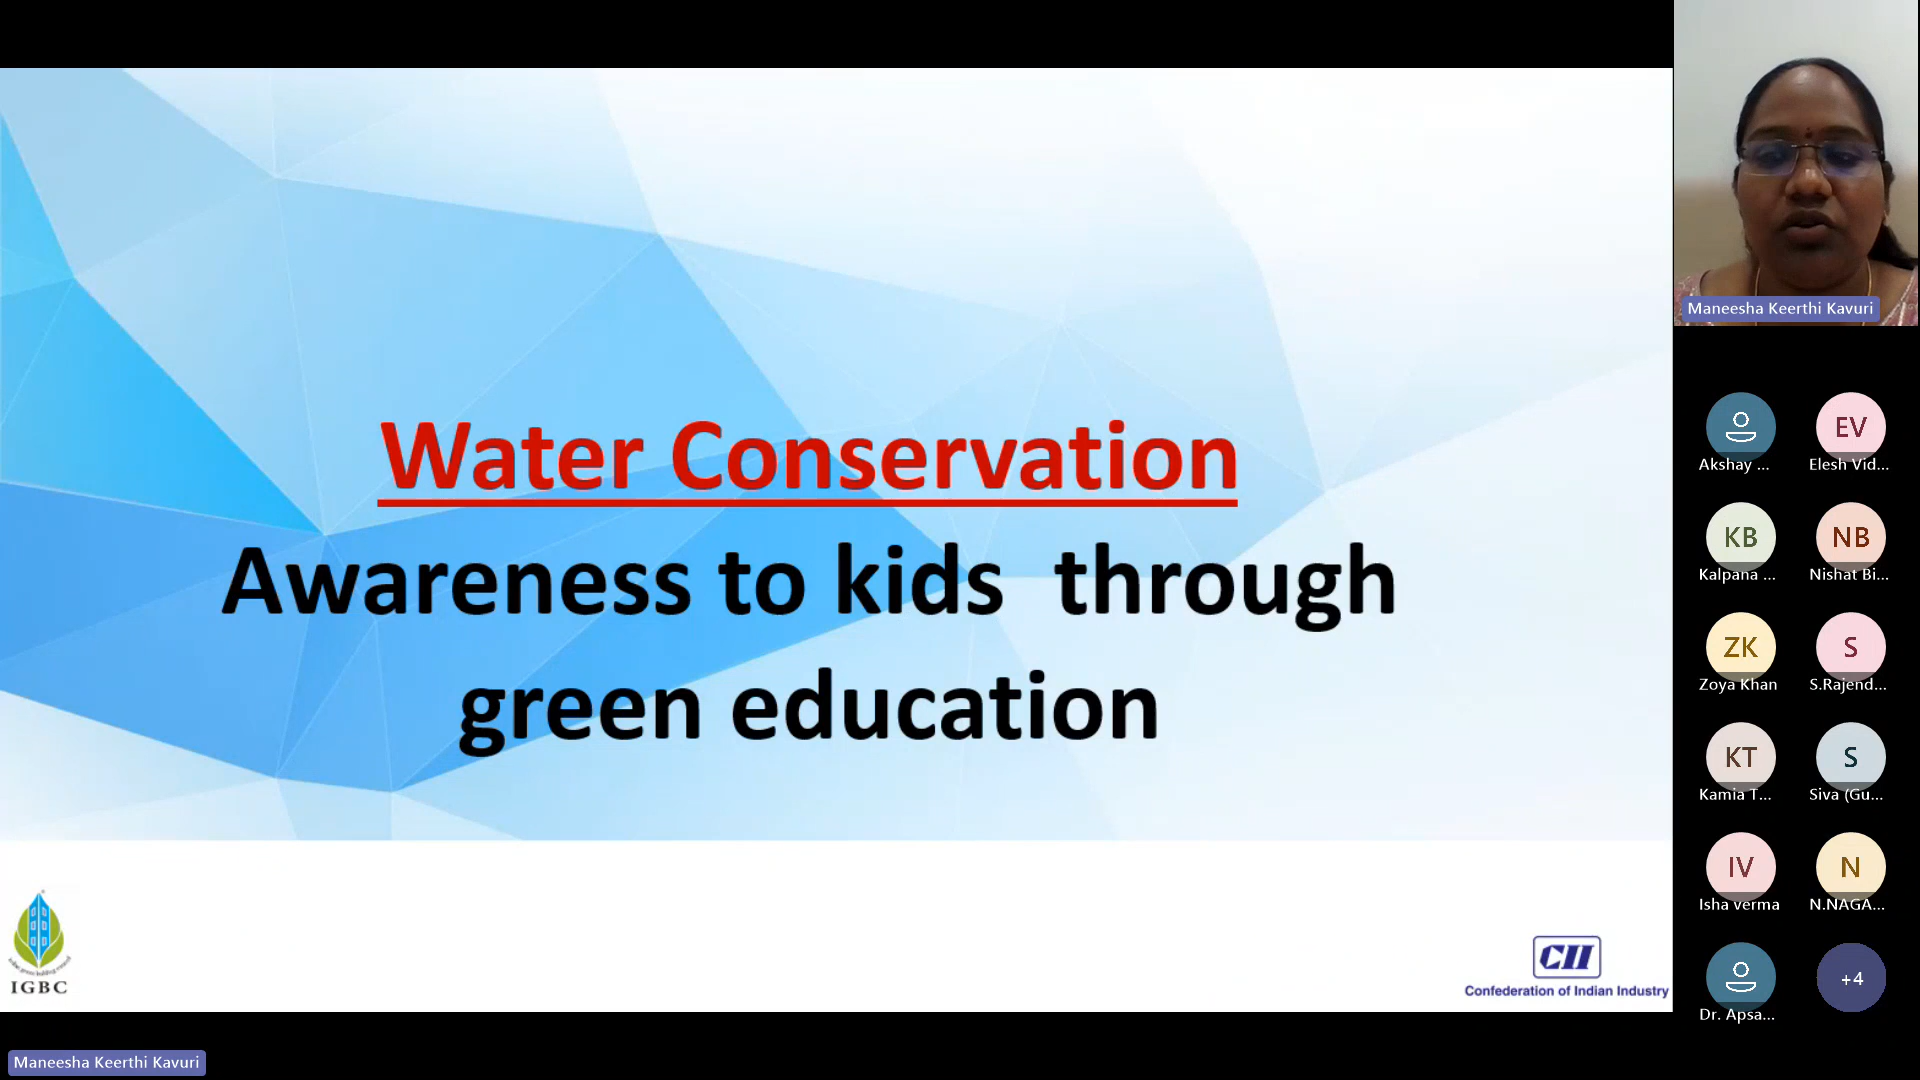 Water Conservation
Awareness to kids through
green education
IGBC
CII
Confederation of Indian Industry
Maneesha Keerthi Kavuri
Maneesha Keerthi Kavuri
Akshay ...
EV
Elesh Vid...
KB
Kalpana ...
NB
Nishat Bi...
ZK
Zoya Khan
S
S.Rajend...
KT
Kamia T...
S
Siva (Gu...
IV
Isha verma
N
N.NAGA...
Dr. Apsa...
+4